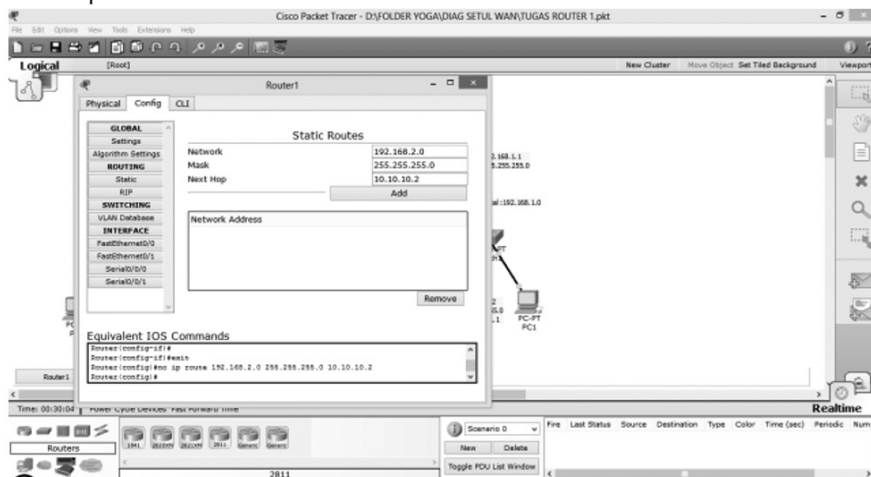 Cisco Packet Tracer - D:\FOLDER YOGA\DIAG SETUL WAN\TUGAS ROUTER 1.pkt
File Edit Options View Tools Extensions Help
Logical
[Root]
New Cluster
Move Object
Set Tiled Background
Viewport
Router1
Physical Config CLI
GLOBAL
Settings
Algorithm Settings
ROUTING
Static
RIP
SWITCHING
VLAN Database
INTERFACE
FastEthernet0/0
FastEthernet0/1
Serial0/0/0
Serial0/0/1
Static Routes
Network 192.168.2.0
Mask 255.255.255.0
Next Hop 10.10.10.2
Add
Network Address
Remove
Equivalent IOS Commands
Router(config-if)#
Router(config-if)#exit
Router(config)#no ip route 192.168.2.0 255.255.255.0 10.10.10.2
Router(config)#
PC-PT
PC1
Router1
Time: 00:30:04
Power Cycle Devices Fast Forward Time
Realtime
Routers
1841 2811 Generic Generic
2811
Scenario 0
New Delete
Toggle PDU List Window
Fire Last Status Source Destination Type Color Time (sec) Periodic Num